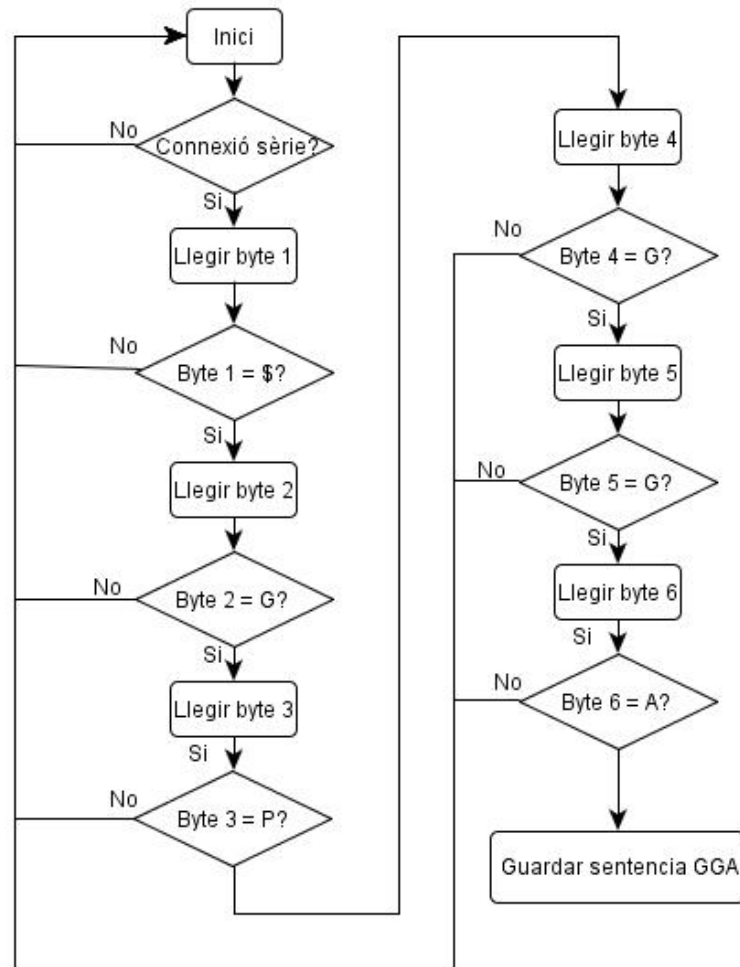 Inici
No
Connexió sèrie?
Si
Llegir byte 1
No
Byte 1 = $?
Si
Llegir byte 2
No
Byte 2 = G?
Si
Llegir byte 3
Si
No
Byte 3 = P?
Llegir byte 4
No
Byte 4 = G?
Si
Llegir byte 5
No
Byte 5 = G?
Si
Llegir byte 6
Si
No
Byte 6 = A?
Guardar sentencia GGA